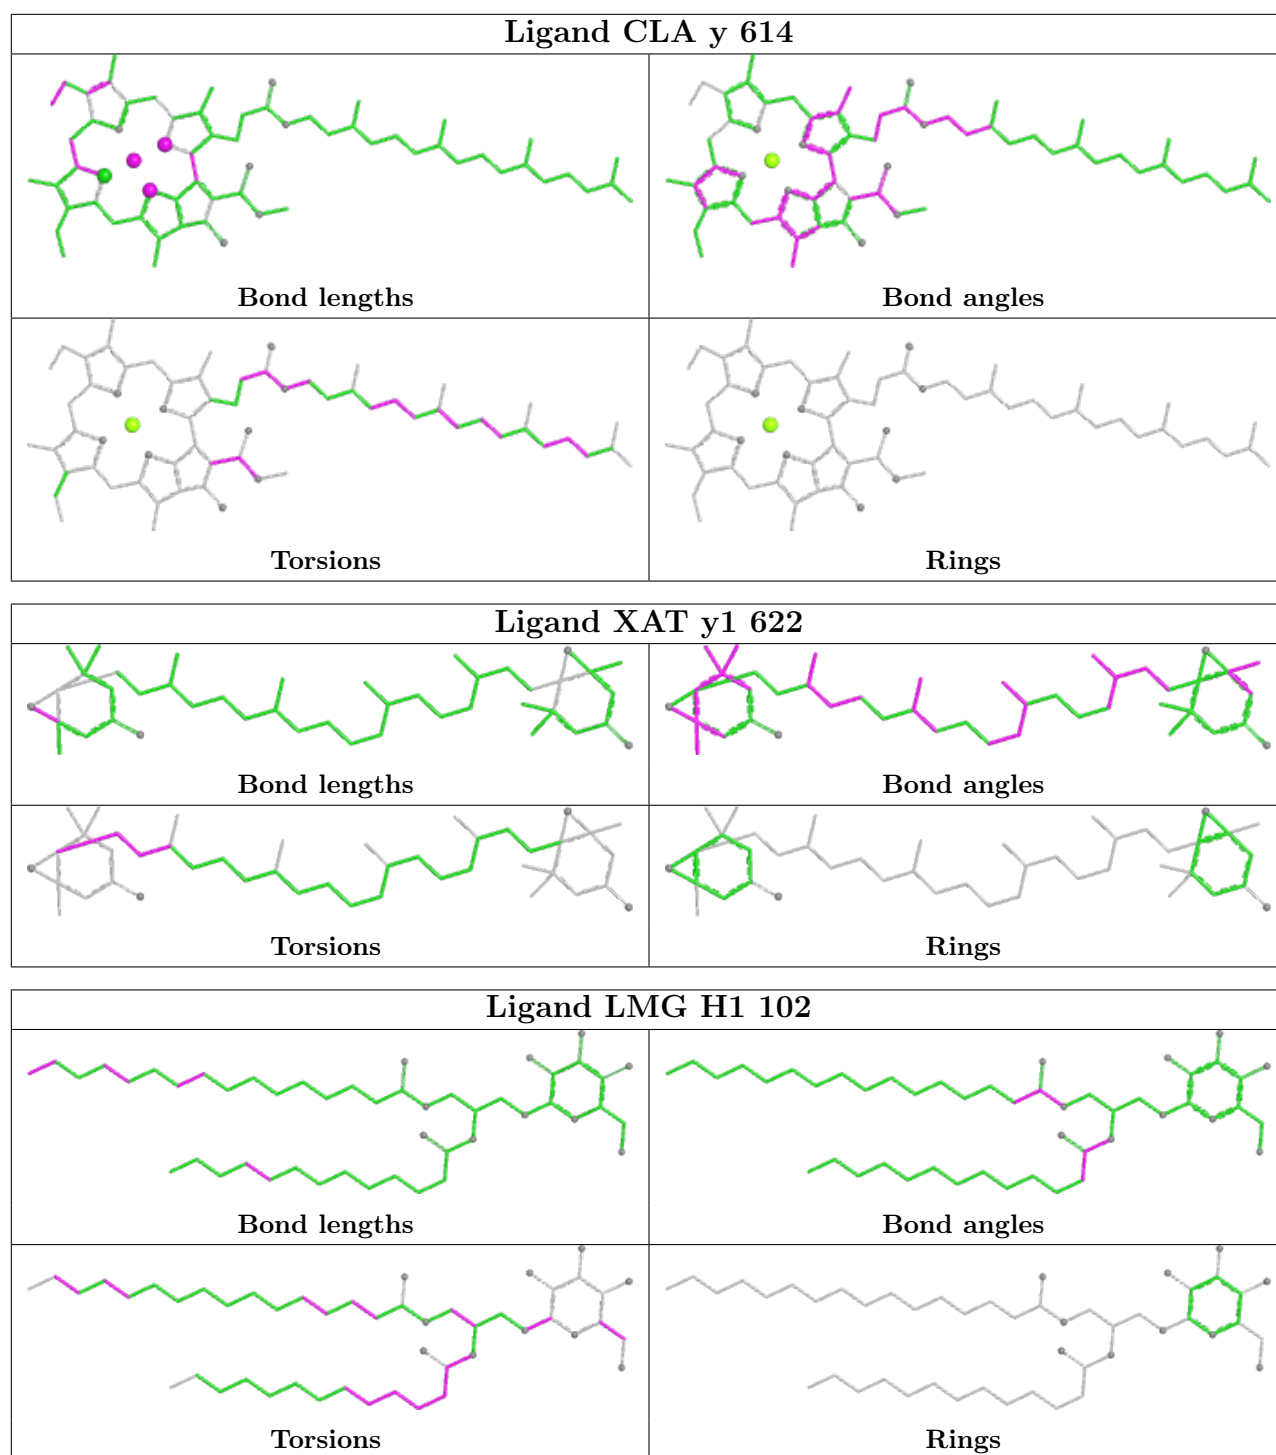 Ligand CLA y 614
Bond lengths
Bond angles
Torsions
Rings
Ligand XAT y1 622
Bond lengths
Bond angles
Torsions
Rings
Ligand LMG H1 102
Bond lengths
Bond angles
Torsions
Rings